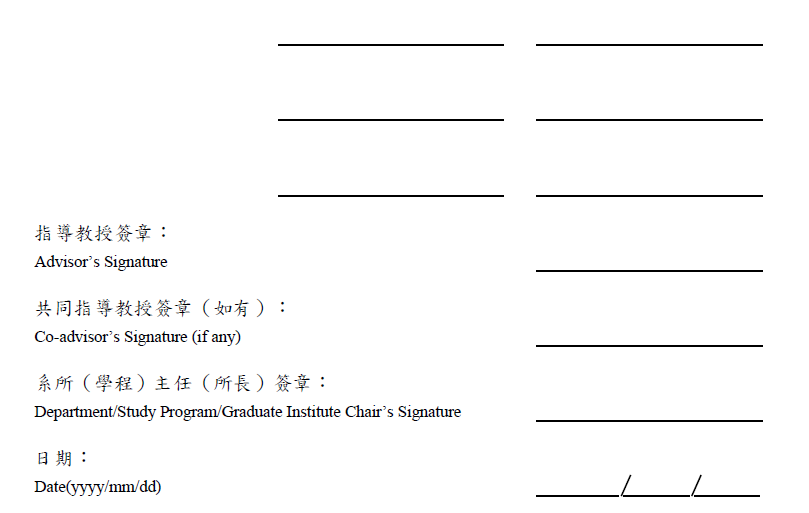 指導教授簽章：
Advisor's Signature
共同指導教授簽章（如有）：
Co-advisor's Signature (if any)
系所（學程）主任（所長）簽章：
Department/Study Program/Graduate Institute Chair's Signature
日期：
Date(yyyy/mm/dd)
/ /